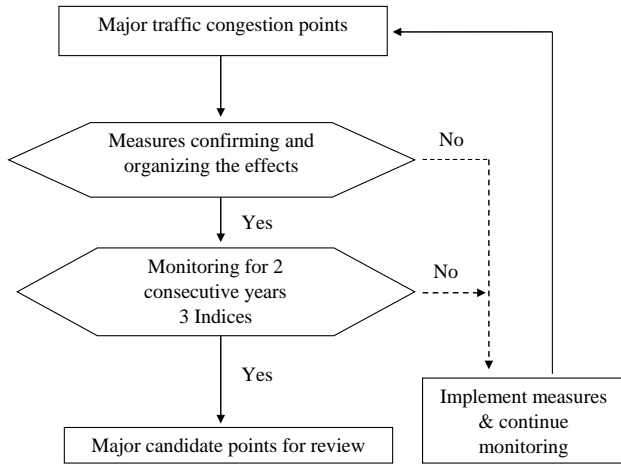 Major traffic congestion points
Measures confirming and
organizing the effects
No
Yes
Monitoring for 2
consecutive years
3 Indices
No
Yes
Implement measures
& continue
monitoring
Major candidate points for review